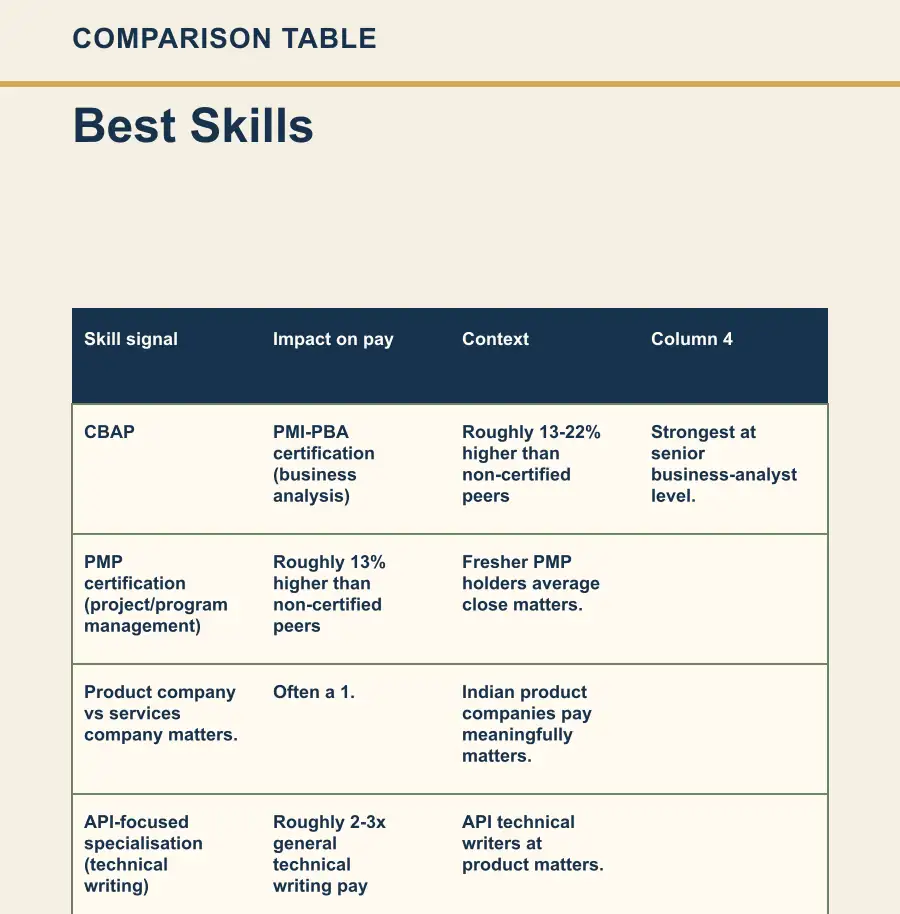 COMPARISON TABLE
Best Skills
Skill signal
Impact on pay
Context
Column 4
CBAP
PMI-PBA
certification
(business
analysis)
Roughly 13-22%
higher than
non-certified
peers
Strongest at
senior
business-analyst
level.
PMP
certification
(project/program
management)
Roughly 13%
higher than
non-certified
peers
Fresher PMP
holders average
close matters.
Product company
vs services
company matters.
Often a 1.
Indian product
companies pay
meaningfully
matters.
API-focused
specialisation
(technical
writing)
Roughly 2-3x
general
technical
writing pay
API technical
writers at
product matters.